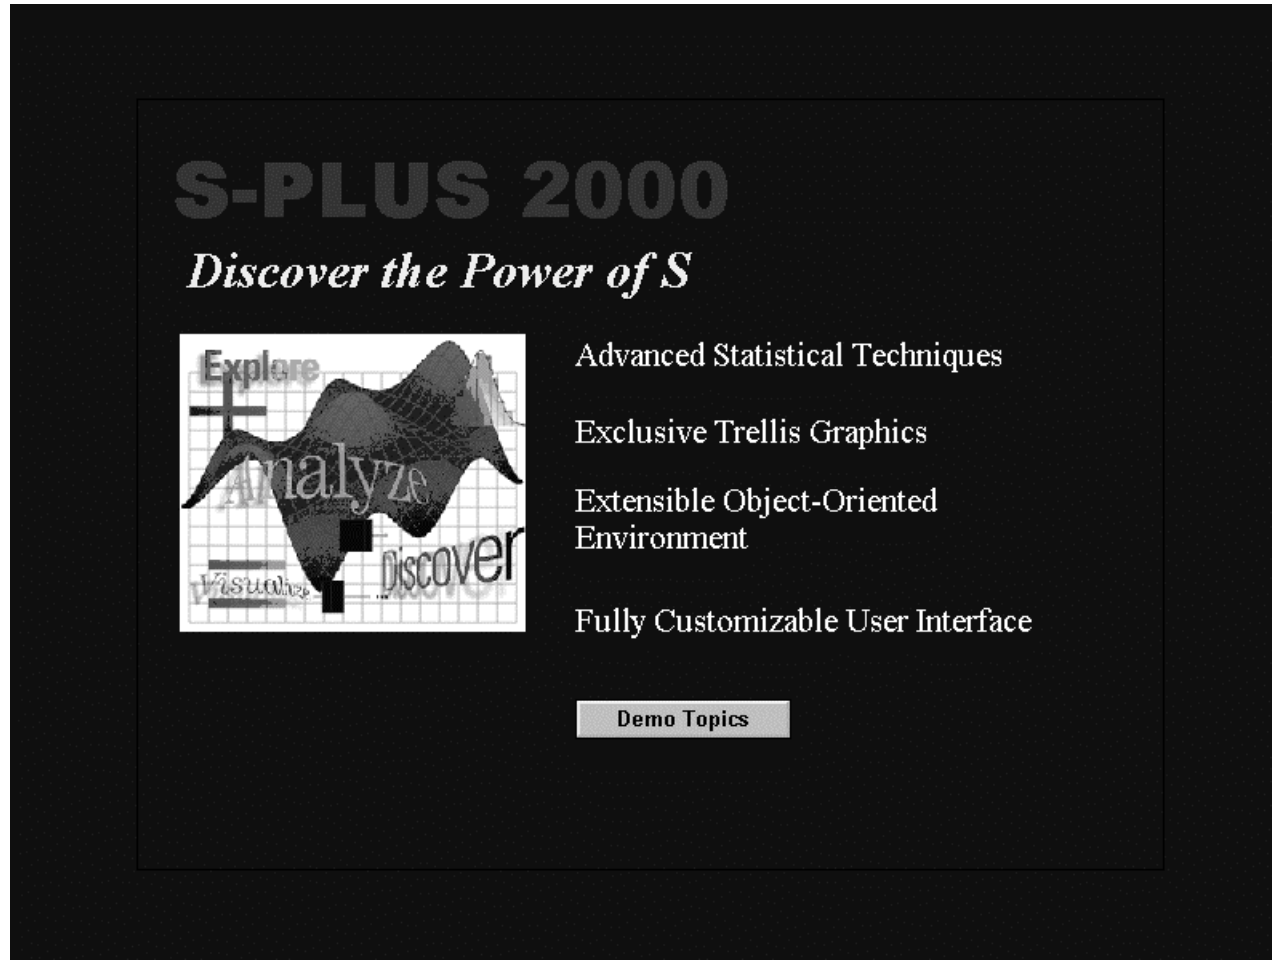 S-PLUS 2000
Discover the Power of S
Explore
Analyze
Visualize
...Discover
Advanced Statistical Techniques
Exclusive Trellis Graphics
Extensible Object-Oriented
Environment
Fully Customizable User Interface
Demo Topics